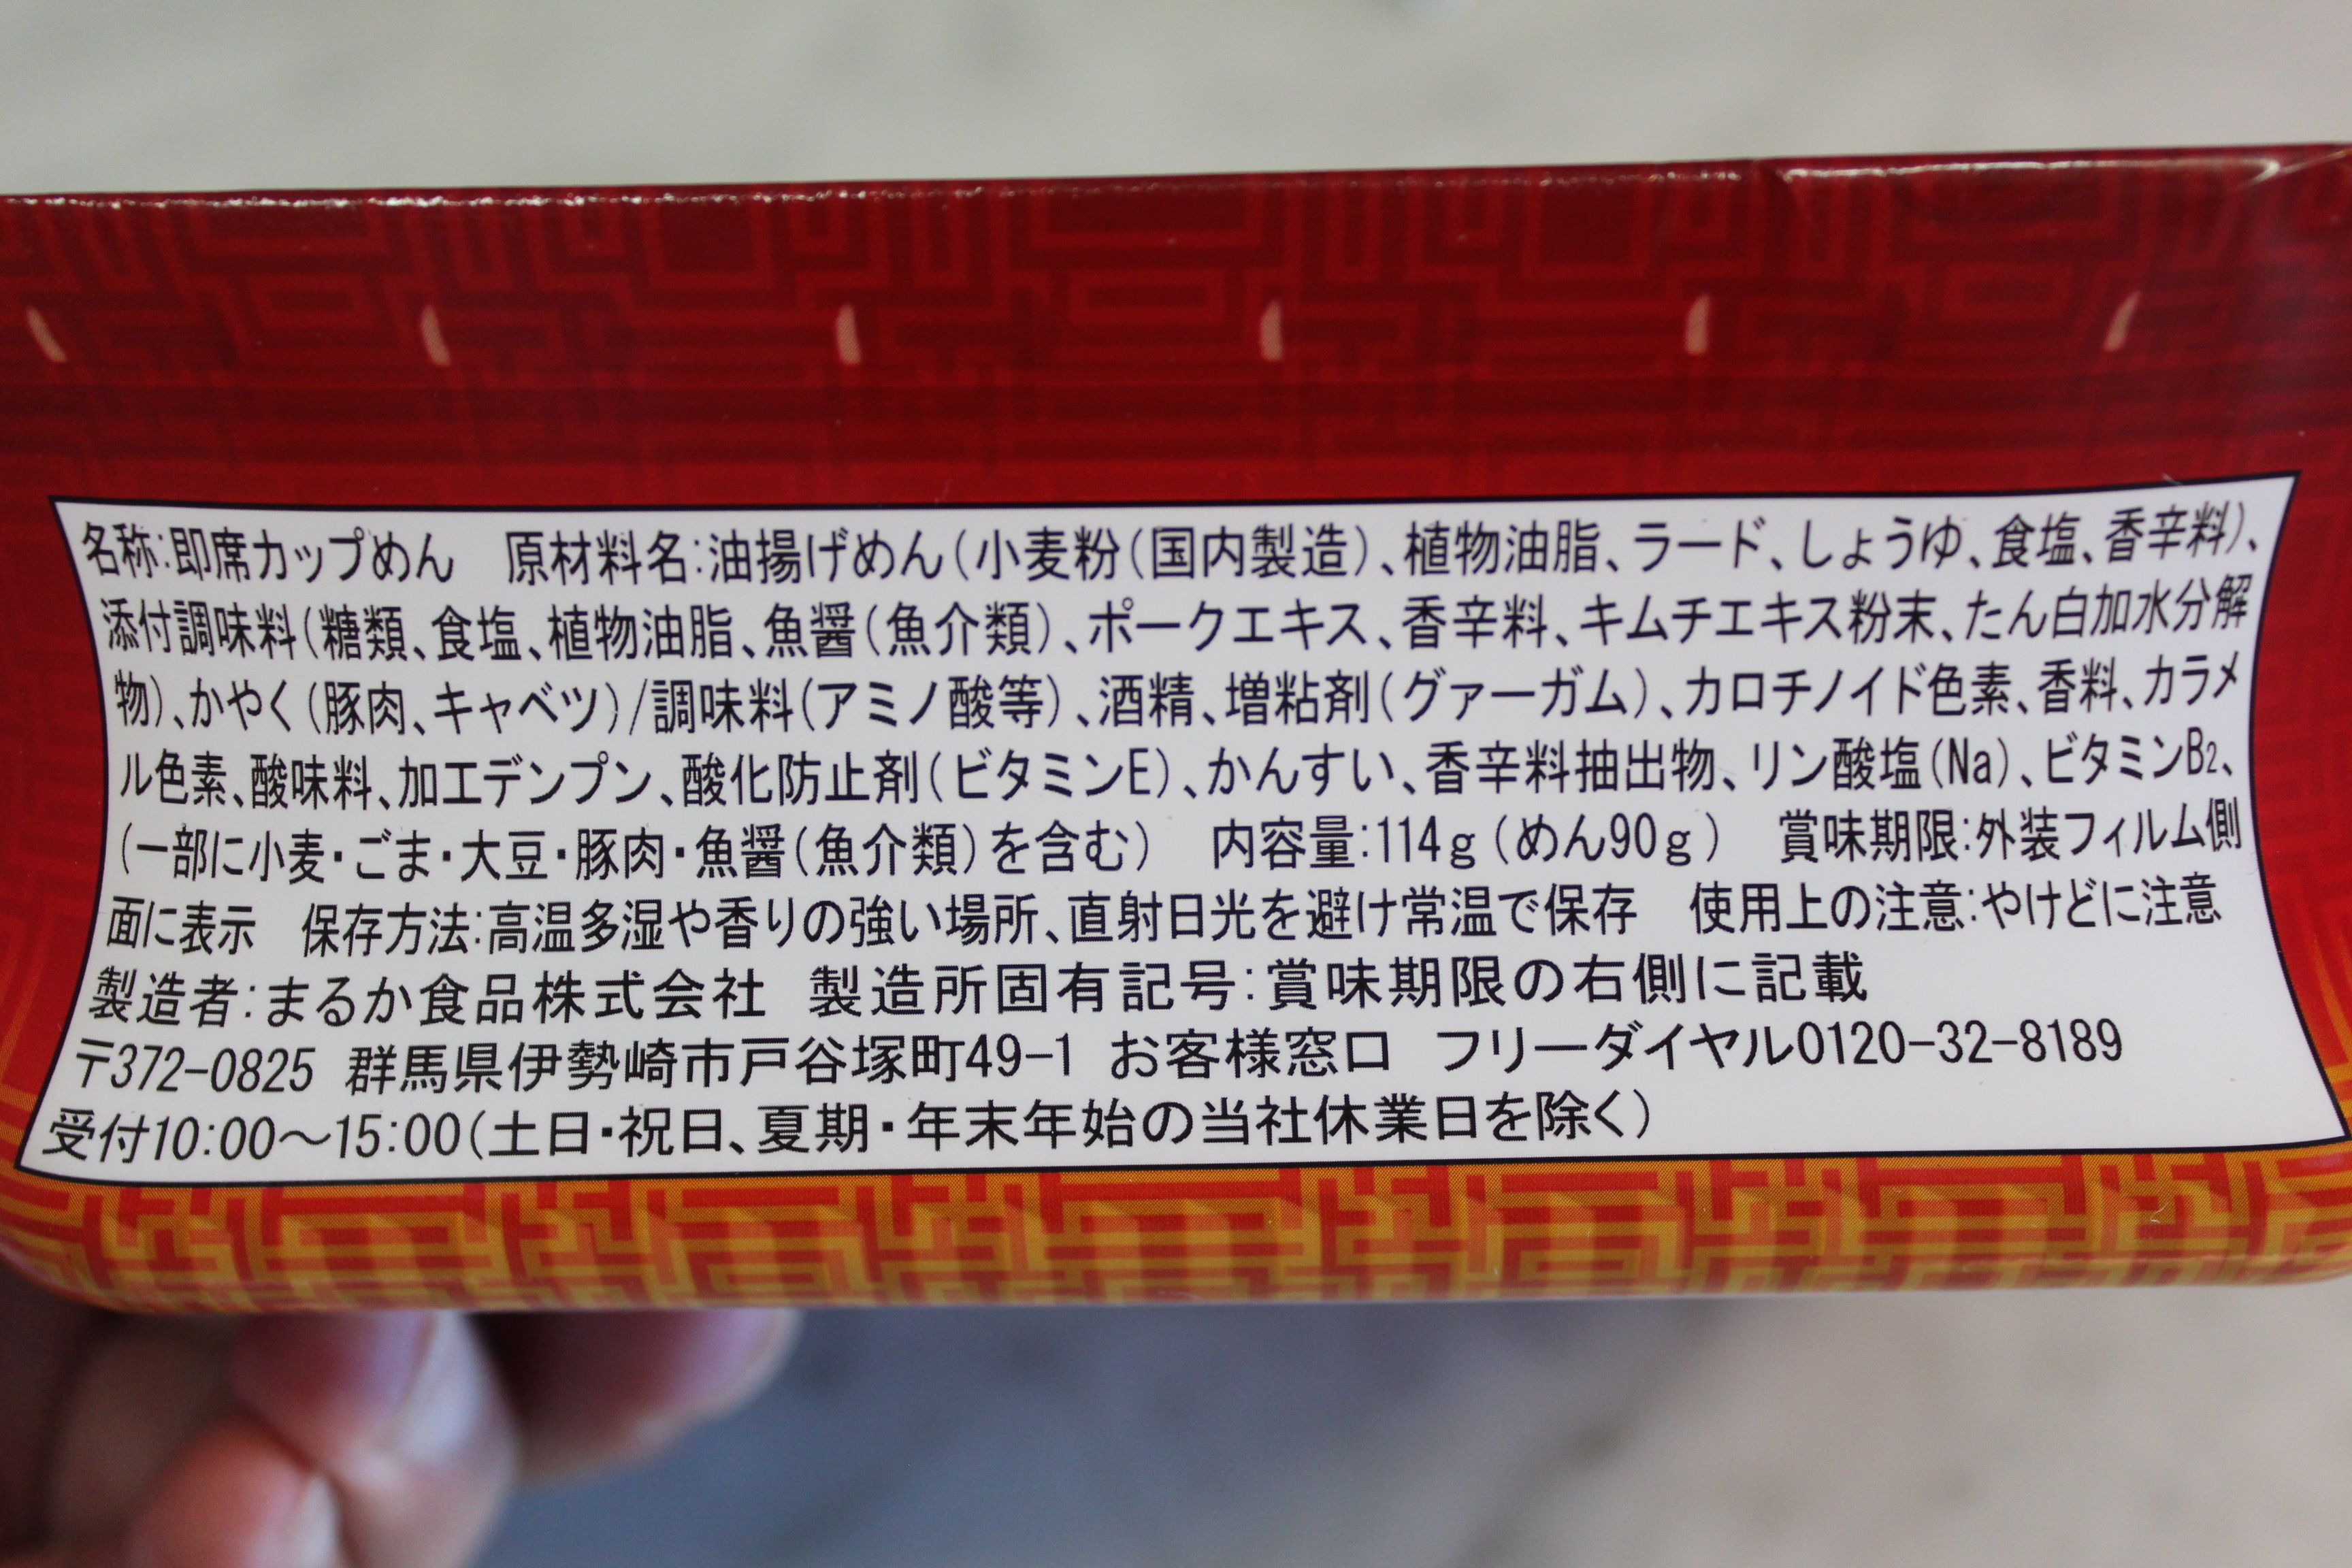 名称:即席カップめん　原材料名:油揚げめん(小麦粉(国内製造)、植物油脂、ラード、しょうゆ、食塩、香辛料)、
添付調味料(糖類、食塩、植物油脂、魚醤(魚介類)、ポークエキス、香辛料、キムチエキス粉末、たん白加水分解
物)、かやく(豚肉、キャベツ)/調味料(アミノ酸等)、酒精、増粘剤(グァーガム)、カロチノイド色素、香料、カラメ
ル色素、酸味料、加工デンプン、酸化防止剤(ビタミンE)、かんすい、香辛料抽出物、リン酸塩(Na)、ビタミンB2、
(一部に小麦・ごま・大豆・豚肉・魚醤(魚介類)を含む)　内容量:114g(めん90g)　賞味期限:外装フィルム側
面に表示　保存方法:高温多湿や香りの強い場所、直射日光を避け常温で保存　使用上の注意:やけどに注意
製造者:まるか食品株式会社　製造所固有記号:賞味期限の右側に記載
〒372-0825 群馬県伊勢崎市戸谷塚町49-1 お客様窓口　フリーダイヤル0120-32-8189
受付10:00～15:00(土日・祝日、夏期・年末年始の当社休業日を除く)